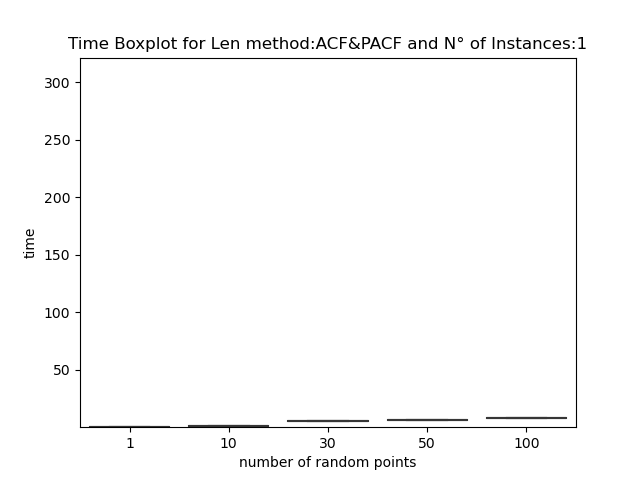 Time Boxplot for Len method:ACF&PACF and N° of Instances:1
300
250
200
150
100
50
time
1 10 30 50 100
number of random points